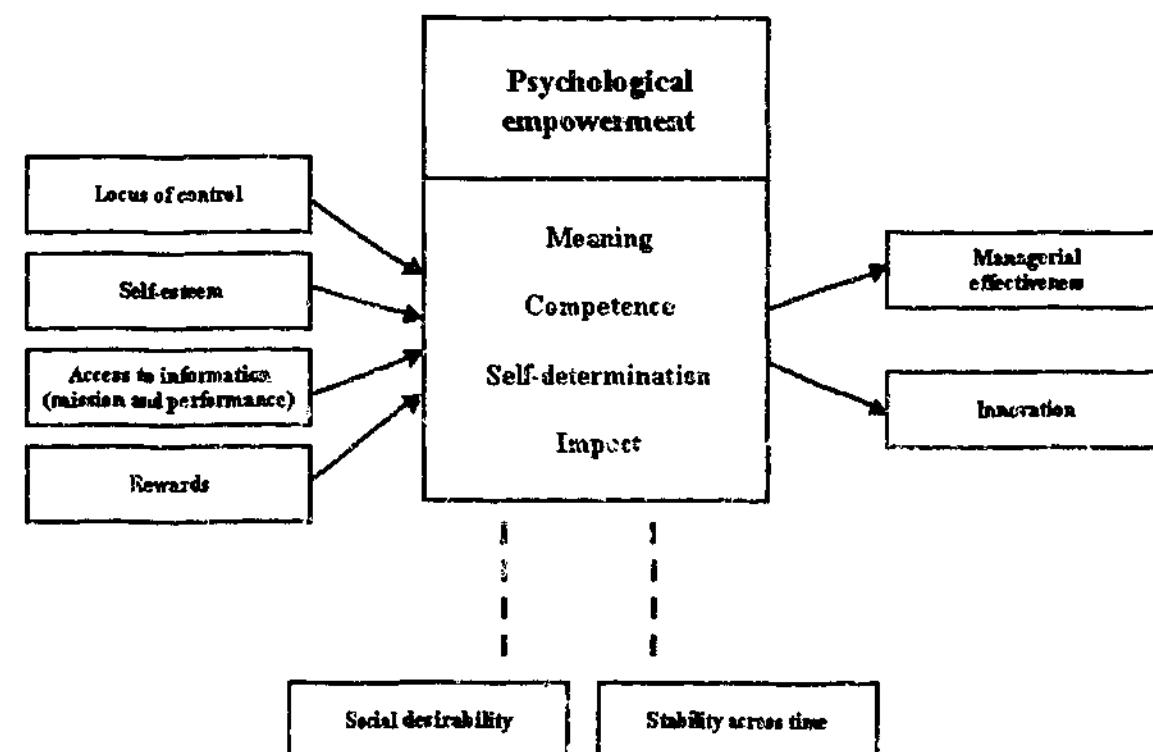 Psychological
empowerment
Locus of control
Self-esteem
Access to information
(mission and performance)
Rewards
Meaning
Competence
Self-determination
Impact
Managerial
effectiveness
Innovation
Social desirability
Stability across time